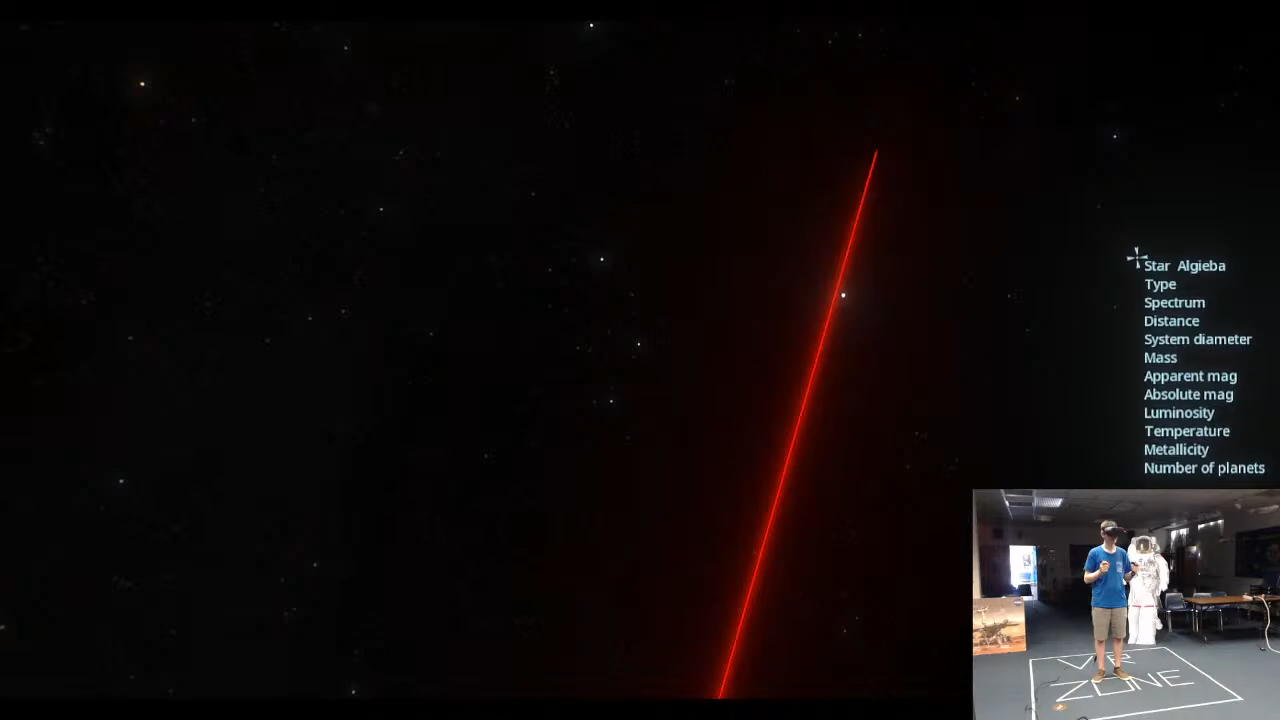 Star Algieba
Type
Spectrum
Distance
System diameter
Mass
Apparent mag
Absolute mag
Luminosity
Temperature
Metallicity
Number of planets
VR
ZONE